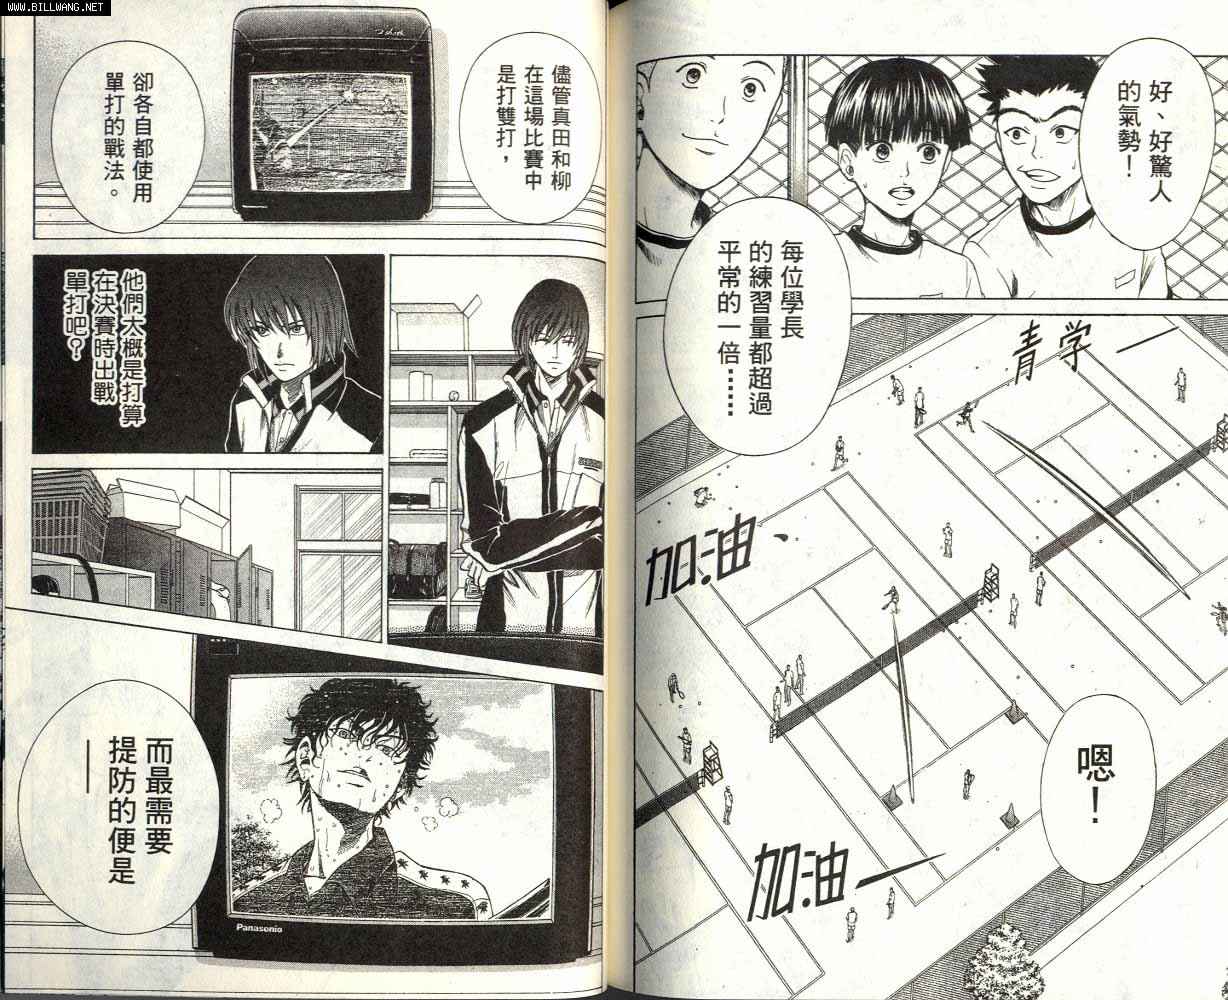 WWW.BILLWANG.NET
好、好驚人
的氣勢！
每位學長
的練習量都超過
平常的一倍⋯⋯
青学一
加油、
加油一
嗯！
儘管真田和柳
在這場比賽中
是打雙打，
卻各自都使用
單打的戰法。
他們大概是打算
在決賽時出戰
單打吧？
而最需要
提防的便是
——
Panasonic